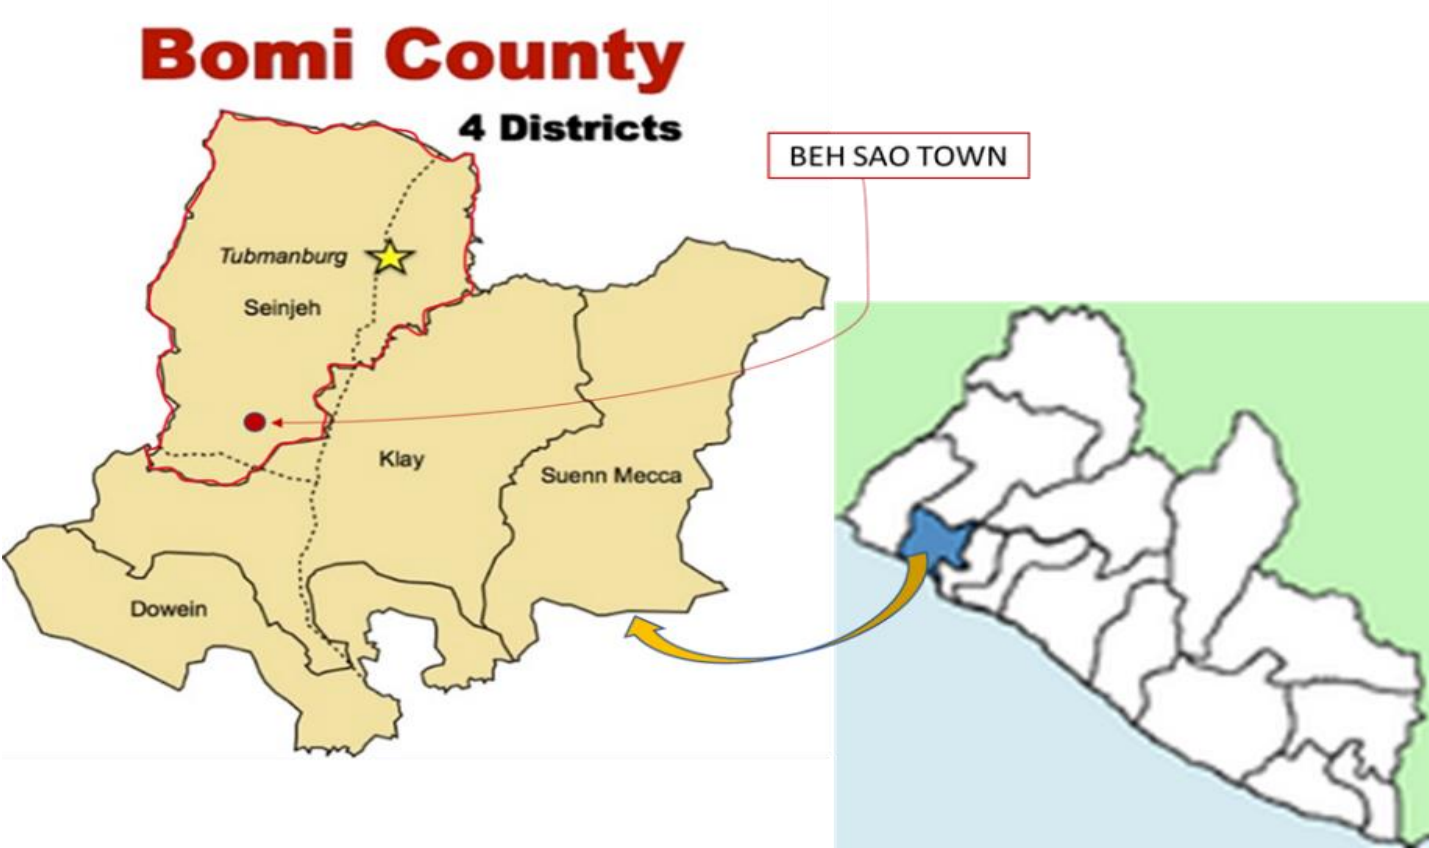 Bomi County
4 Districts
BEH SAO TOWN
Tubmanburg
Seinjeh
Klay
Suenn Mecca
Dowein